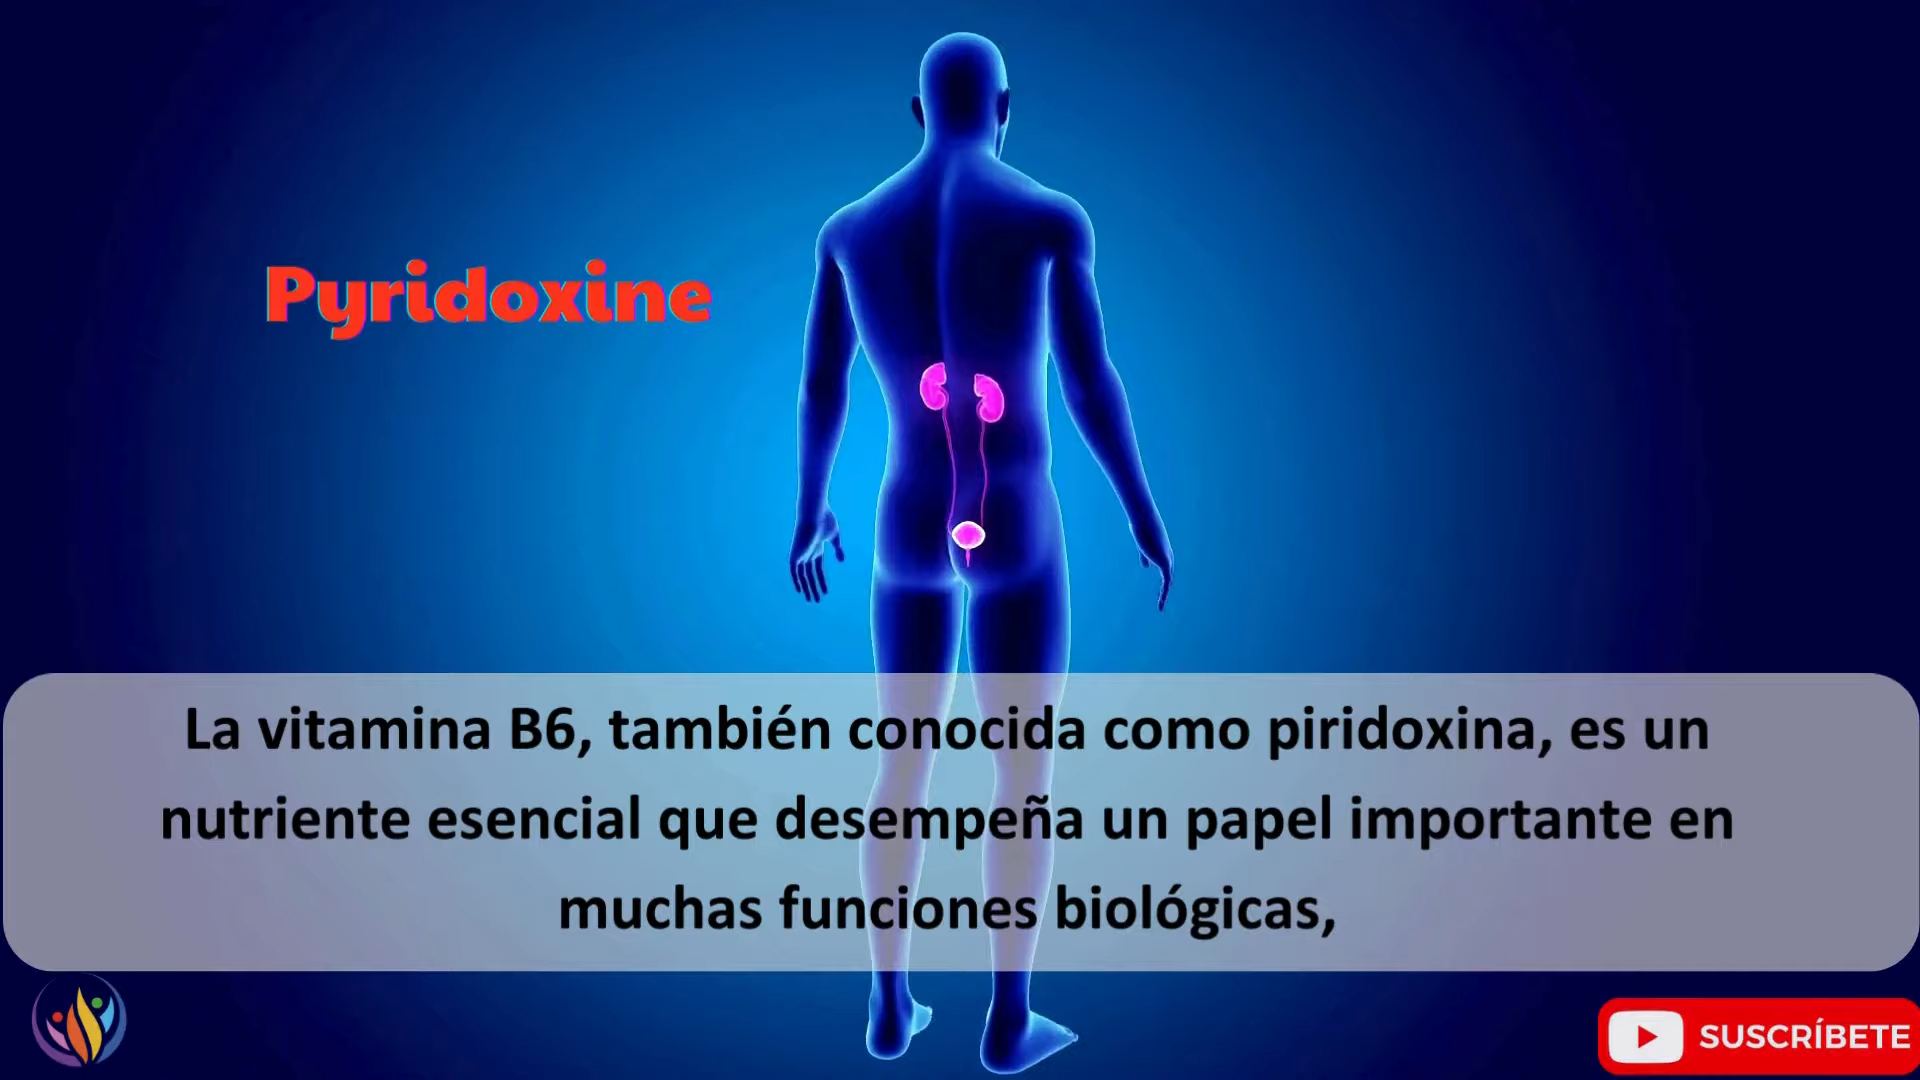 Pyridoxine
La vitamina B6, también conocida como piridoxina, es un
nutriente esencial que desempeña un papel importante en
muchas funciones biológicas,
SUSCRÍBETE